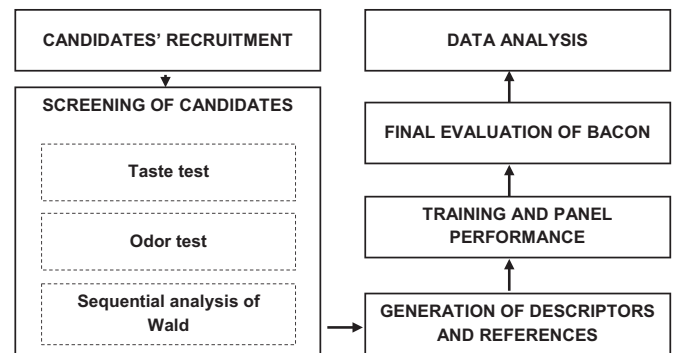 CANDIDATES' RECRUITMENT
SCREENING OF CANDIDATES
Taste test
Odor test
Sequential analysis of
Wald
GENERATION OF DESCRIPTORS
AND REFERENCES
TRAINING AND PANEL
PERFORMANCE
FINAL EVALUATION OF BACON
DATA ANALYSIS